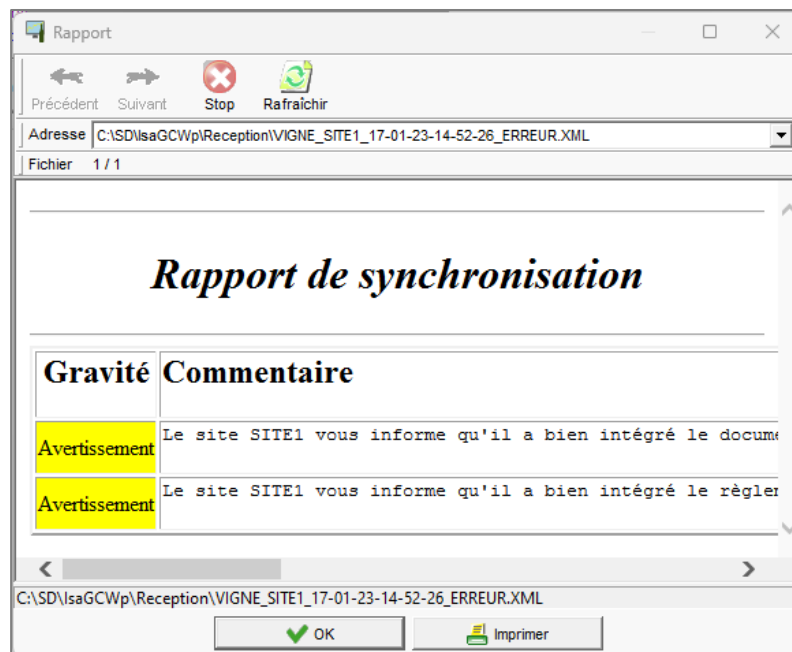 Rapport
Précédent Suivant Stop Rafraîchir
Adresse C:\SD\IsaGCWp\Reception\VIGNE_SITE1_17-01-23-14-52-26_ERREUR.XML
Fichier 1 / 1
Rapport de synchronisation
Gravité Commentaire
Avertissement Le site SITE1 vous informe qu'il a bien intégré le docume
Avertissement Le site SITE1 vous informe qu'il a bien intégré le règlem
C:\SD\IsaGCWp\Reception\VIGNE_SITE1_17-01-23-14-52-26_ERREUR.XML
OK Imprimer